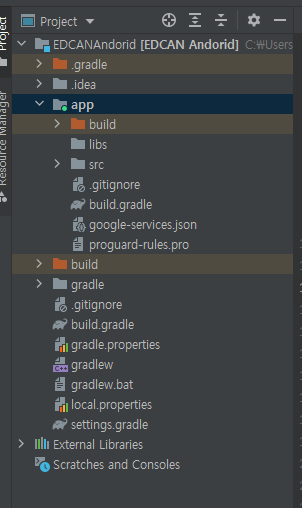 Project
EDCANAndorid [EDCAN Andorid] C:₩Users
.gradle
.idea
app
build
libs
src
.gitignore
build.gradle
google-services.json
proguard-rules.pro
build
gradle
.gitignore
build.gradle
gradle.properties
gradlew
gradlew.bat
local.properties
settings.gradle
External Libraries
Scratches and Consoles
Project
Resource Manager